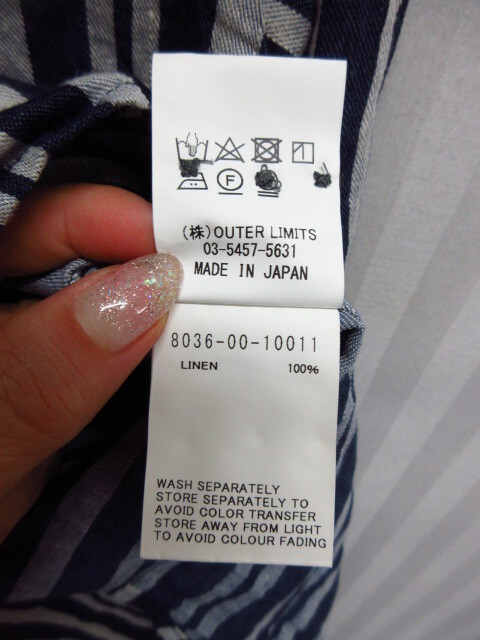 F
(株)OUTER LIMITS
03-5457-5631
MADE IN JAPAN
8036-00-10011
LINEN 100%
WASH SEPARATELY
STORE SEPARATELY TO
AVOID COLOR TRANSFER
STORE AWAY FROM LIGHT
TO AVOID COLOUR FADING